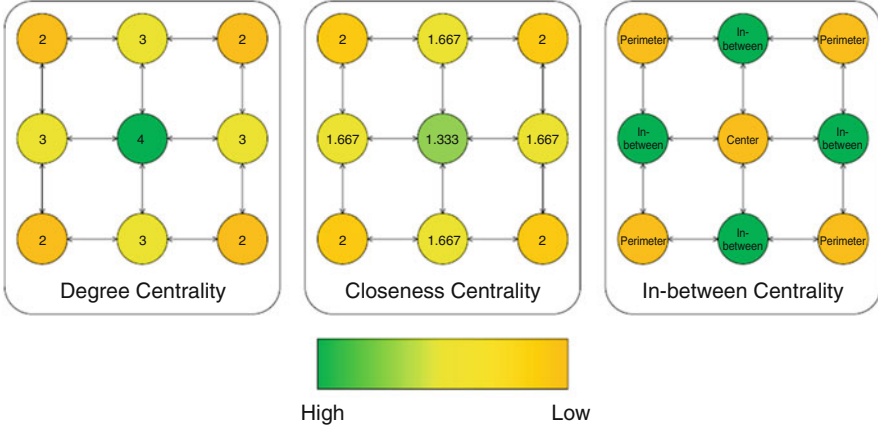 2 3 2
3 4 3
2 3 2
Degree Centrality
2 1.667 2
1.667 1.333 1.667
2 1.667 2
Closeness Centrality
Perimeter In-
between Perimeter
In-
between Center In-
between
Perimeter In-
between Perimeter
In-between Centrality
High Low